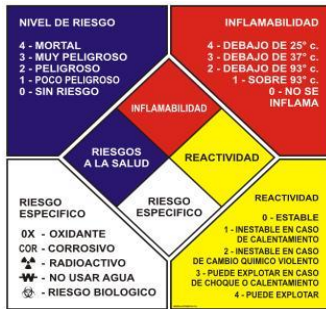 NIVEL DE RIESGO
4 - MORTAL
3 - MUY PELIGROSO
2 - PELIGROSO
1 - POCO PELIGROSO
0 - SIN RIESGO
INFLAMABILIDAD
4 - DEBAJO DE 25° c.
3 - DEBAJO DE 37° c.
2 - DEBAJO DE 93° c.
1 - SOBRE 93° c.
0 - NO SE
INFLAMA
INFLAMABILIDAD
RIESGOS
A LA SALUD
REACTIVIDAD
RIESGO
ESPECIFICO
RIESGO
ESPECIFICO
0X - OXIDANTE
COR - CORROSIVO
- RADIOACTIVO
W - NO USAR AGUA
- RIESGO BIOLOGICO
REACTIVIDAD
0 - ESTABLE
1 - INESTABLE EN CASO
DE CALENTAMIENTO
2 - INESTABLE EN CASO
DE CAMBIO QUIMICO VIOLENTO
3 - PUEDE EXPLOTAR EN CASO
DE CHOQUE O CALENTAMIENTO
4 - PUEDE EXPLOTAR